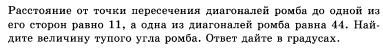 Расстояние от точки пересечения диагоналей ромба до одной из
его сторон равно 11, а одна из диагоналей ромба равна 44. Най-
дите величину тупого угла ромба. Ответ дайте в градусах.